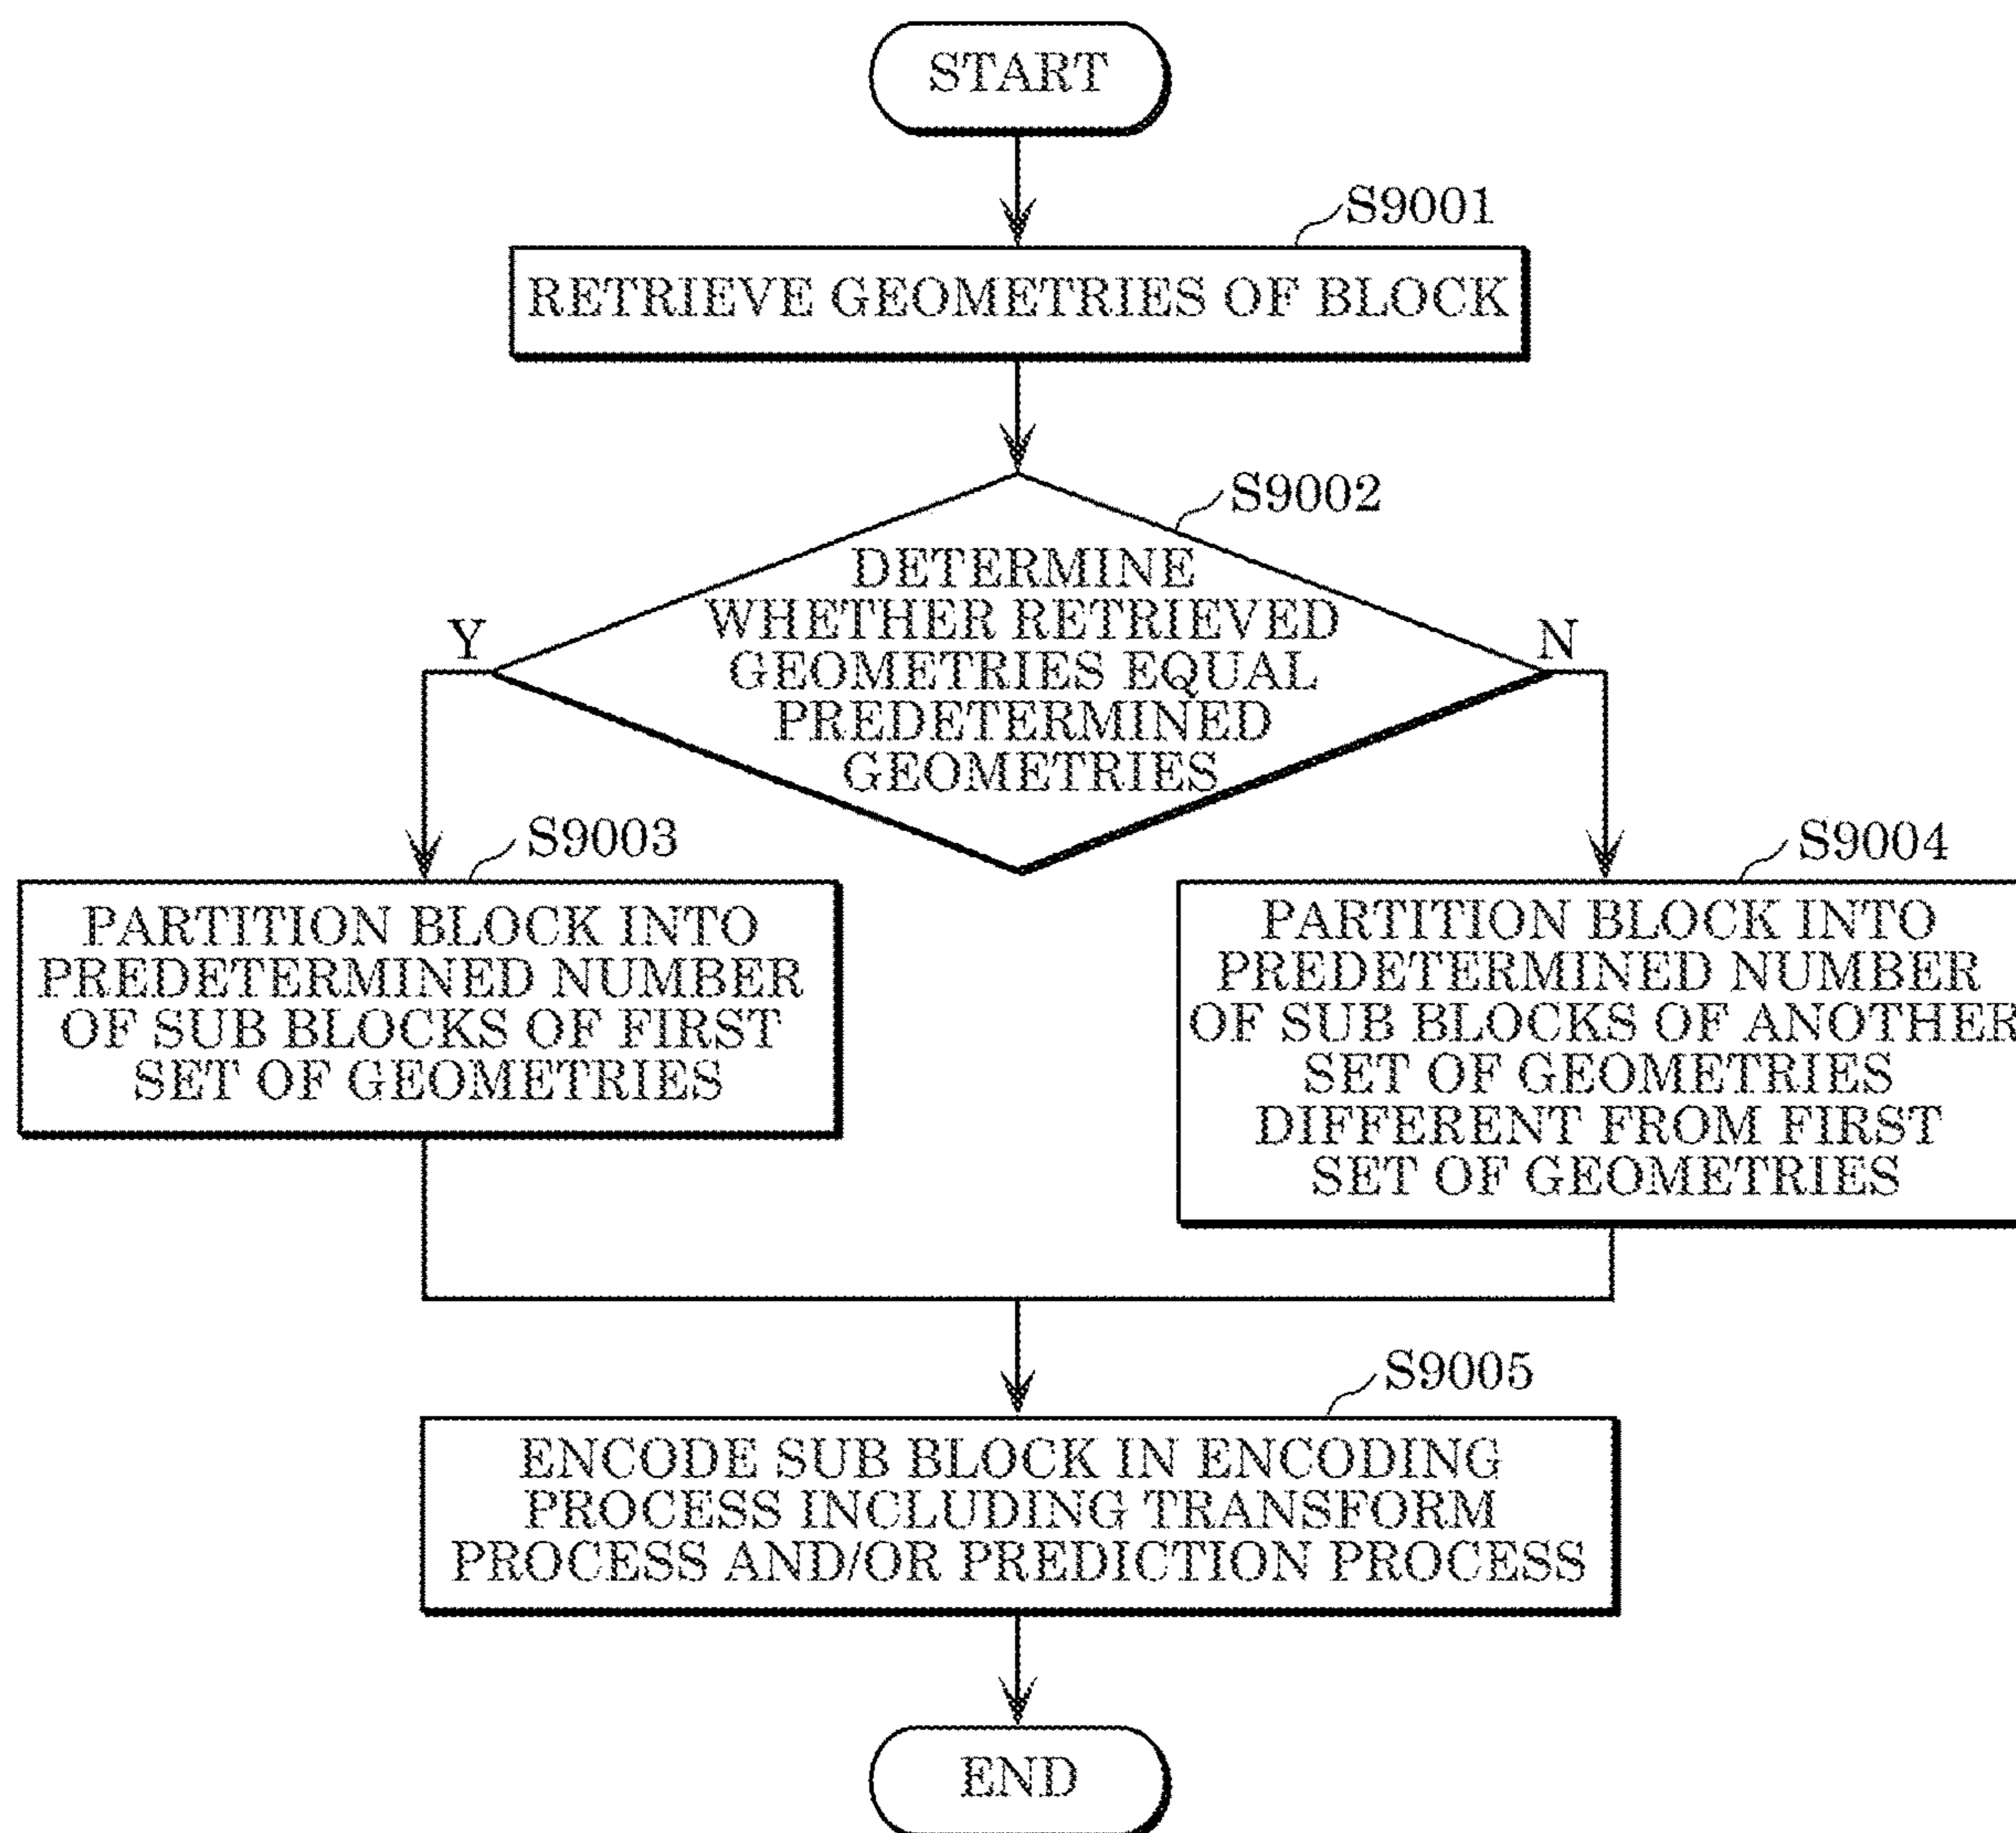 START
S9001
RETRIEVE GEOMETRIES OF BLOCK
S9002
DETERMINE
WHETHER RETRIEVED
GEOMETRIES EQUAL
PREDETERMINED
GEOMETRIES
Y
N
S9003
PARTITION BLOCK INTO
PREDETERMINED NUMBER
OF SUB BLOCKS OF FIRST
SET OF GEOMETRIES
S9004
PARTITION BLOCK INTO
PREDETERMINED NUMBER
OF SUB BLOCKS OF ANOTHER
SET OF GEOMETRIES
DIFFERENT FROM FIRST
SET OF GEOMETRIES
S9005
ENCODE SUB BLOCK IN ENCODING
PROCESS INCLUDING TRANSFORM
PROCESS AND/OR PREDICTION PROCESS
END